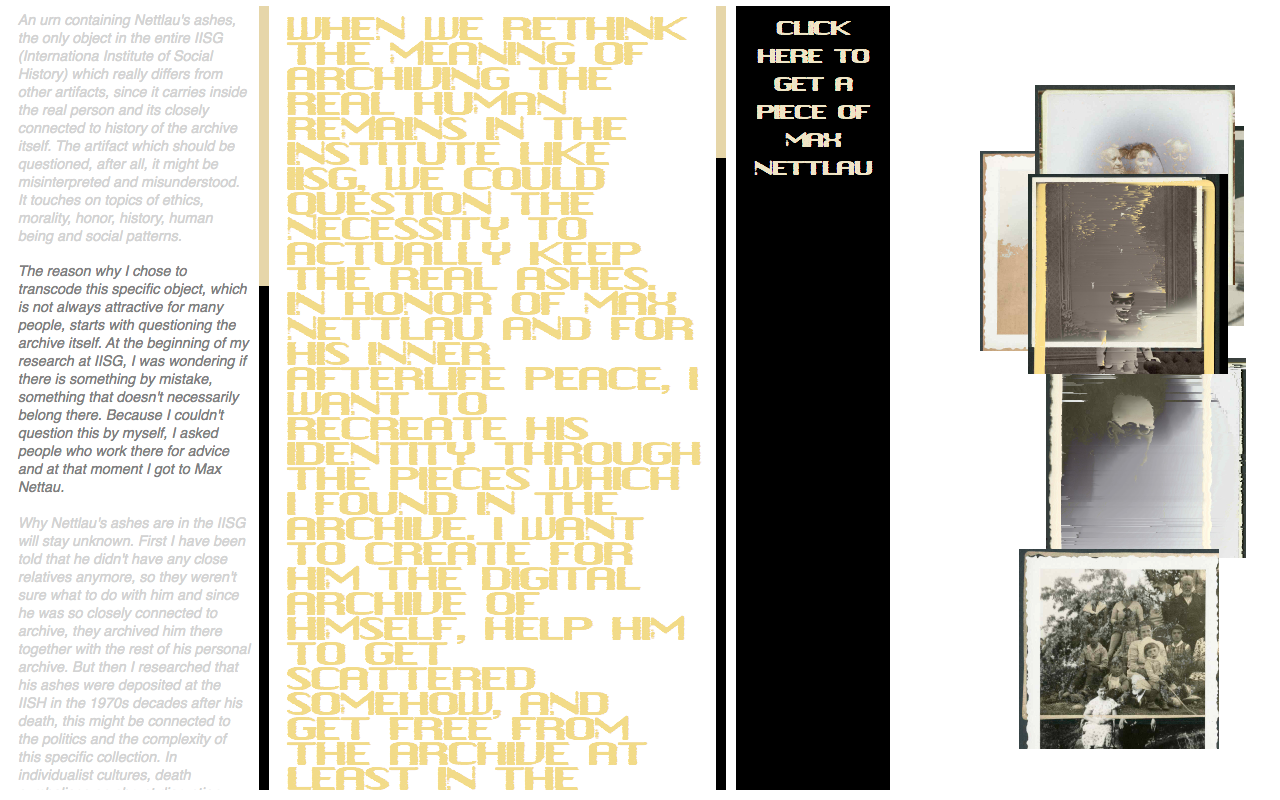 An urn containing Nettlau's ashes,
the only object in the entire IISG
(Internationa Institute of Social
History) which really differs from
other artifacts, since it carries inside
the real person and its closely
connected to history of the archive
itself. The artifact which should be
questioned, after all, it might be
misinterpreted and misunderstood.
It touches on topics of ethics,
morality, honor, history, human
being and social patterns.
The reason why I chose to
transcode this specific object, which
is not always attractive for many
people, starts with questioning the
archive itself. At the beginning of my
research at IISG, I was wondering if
there is something by mistake,
something that doesn't necessarily
belong there. Because I couldn't
question this by myself, I asked
people who work there for advice
and at that moment I got to Max
Nettau.
Why Nettlau's ashes are in the IISG
will stay unknown. First I have been
told that he didn't have any close
relatives anymore, so they weren't
sure what to do with him and since
he was so closely connected to
archive, they archived him there
together with the rest of his personal
archive. But then I researched that
his ashes were deposited at the
IISH in the 1970s decades after his
death, this might be connected to
the politics and the complexity of
this specific collection. In
individualist cultures, death
WHEN WE RETHINK
THE MEANING OF
ARCHIVING THE
REAL HUMAN
REMAINS IN THE
INSTITUTE LIKE
IISG, WE COULD
QUESTION THE
NECESSITY TO
ACTUALLY KEEP
THE REAL ASHES.
IN HONOR OF MAX
NETTLAU AND FOR
HIS INNER
AFTERLIFE PEACE, I
WANT TO
RECREATE HIS
IDENTITY THROUGH
THE PIECES WHICH
I FOUND IN THE
ARCHIVE. I WANT
TO CREATE FOR
HIM THE DIGITAL
ARCHIVE OF
HIMSELF, HELP HIM
TO GET
SCATTERED
SOMEHOW, AND
GET FREE FROM
THE ARCHIVE AT
LEAST IN THE
CLICK
HERE TO
GET A
PIECE OF
MAX
NETTLAU